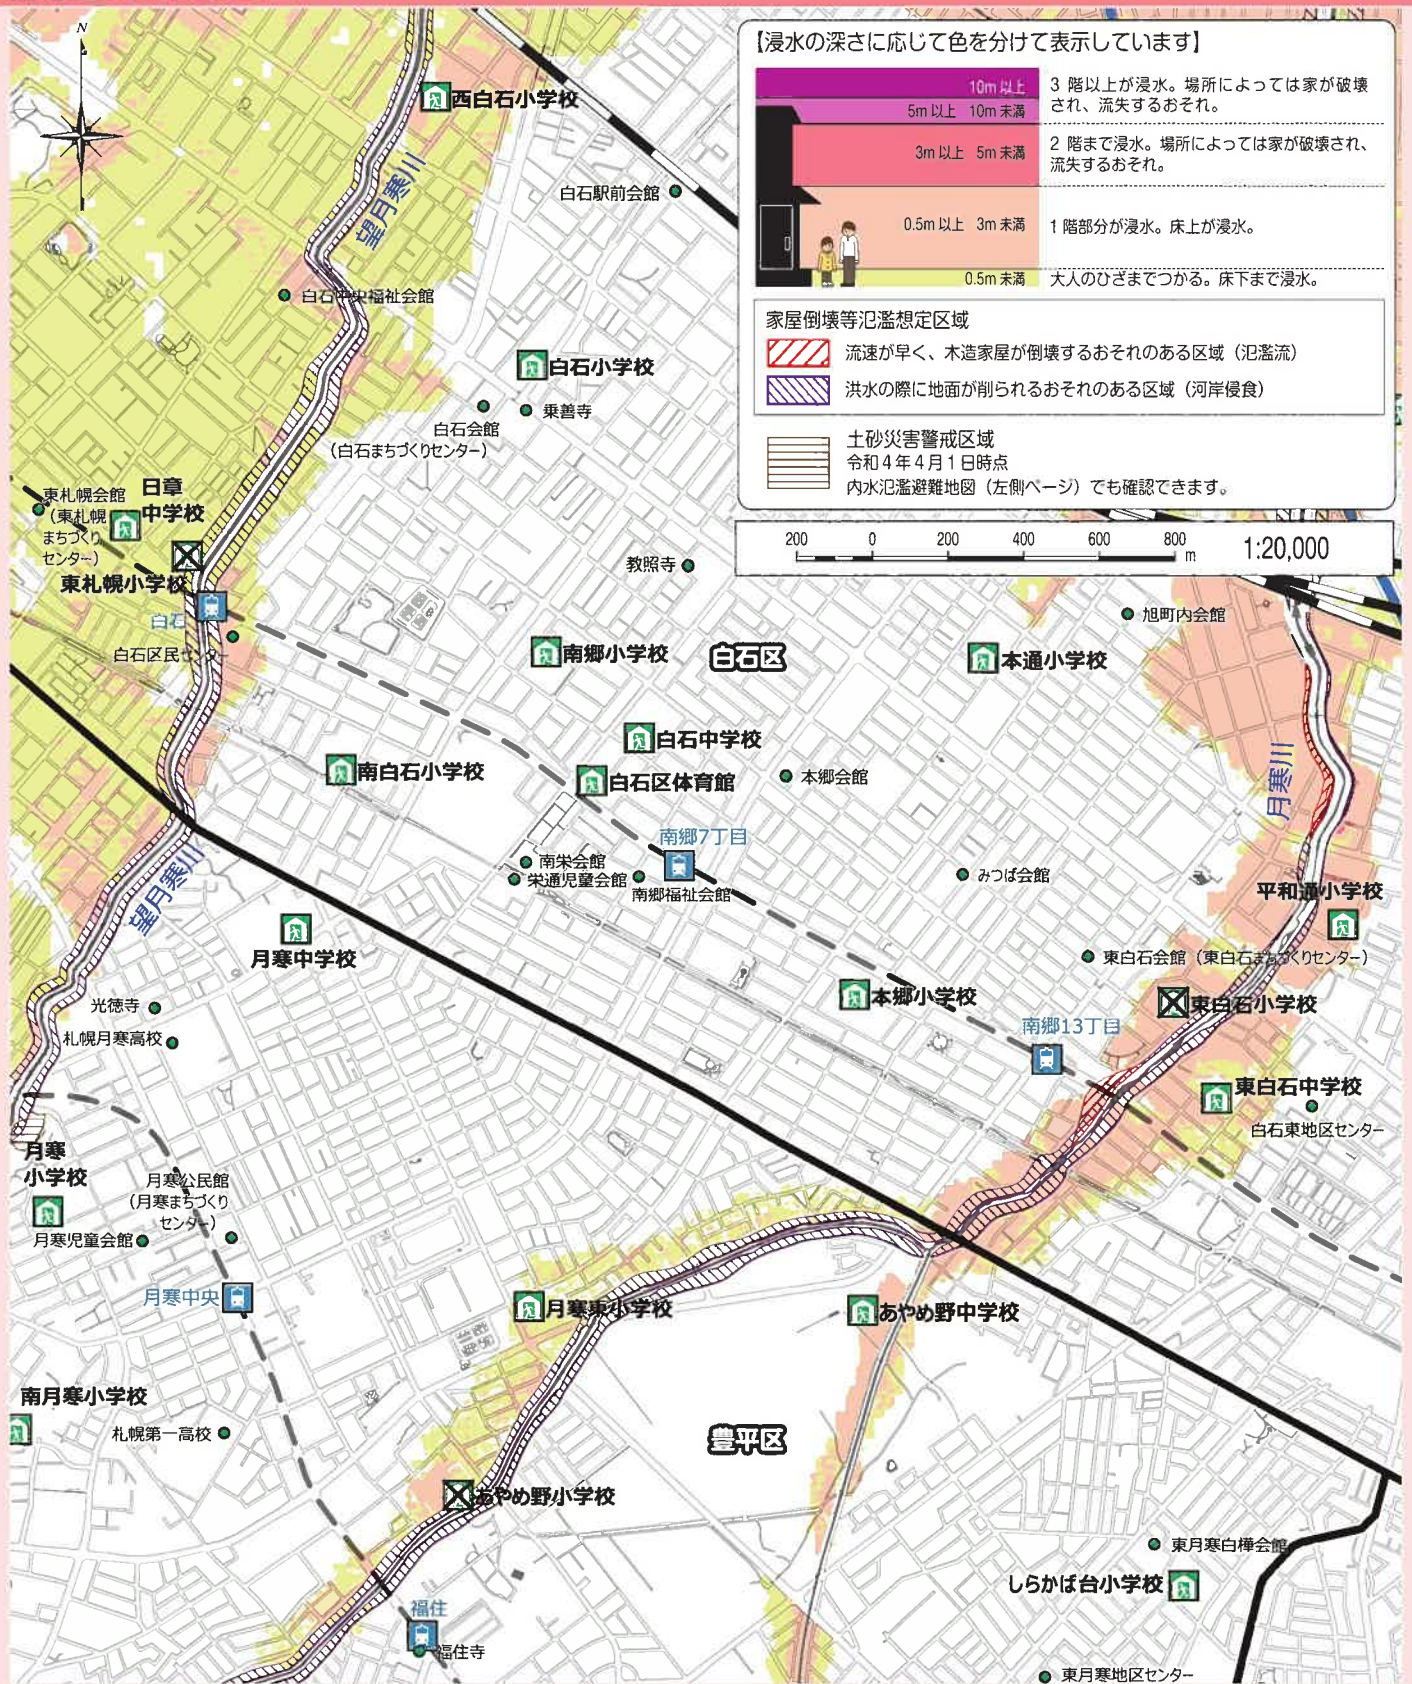 N
西白石小学校
望月寒川
白石駅前会館
白石中央福祉会館
白石小学校
乗善寺
白石会館
(白石まちづくりセンター)
【浸水の深さに応じて色を分けて表示しています】
10m 以上
5m 以上 10m 未満
3 階以上が浸水。場所によっては家が破壊
され、流失するおそれ。
3m 以上 5m 未満
2 階まで浸水。場所によっては家が破壊され、
流失するおそれ。
0.5m 以上 3m 未満
1 階部分が浸水。床上が浸水。
0.5m 未満
大人のひざまでつかる。床下まで浸水。
家屋倒壊等氾濫想定区域
流速が早く、木造家屋が倒壊するおそれのある区域（氾濫流）
洪水の際に地面が削られるおそれのある区域（河岸侵食）
土砂災害警戒区域
令和4年4月1日時点
内水氾濫避難地図（左側ページ）でも確認できます。
200 0 200 400 600 800 m
1:20,000
東札幌会館
(東札幌
まちづくり
センター)
日章
中学校
東札幌小学校
白石
白石区民センター
教照寺
旭町内会館
南郷小学校
白石区
本通小学校
白石中学校
南白石小学校
白石区体育館
本郷会館
月寒川
南郷7丁目
南栄会館
栄通児童会館
南郷福祉会館
みつば会館
平和通小学校
望月寒川
月寒中学校
東白石会館（東白石まちづくりセンター）
本郷小学校
東白石小学校
光徳寺
札幌月寒高校
南郷13丁目
東白石中学校
白石東地区センター
月寒
小学校
月寒公民館
(月寒まちづくり
センター)
月寒児童会館
月寒中央
月寒東小学校
あやめ野中学校
南月寒小学校
札幌第一高校
豊平区
あやめ野小学校
東月寒白樺会館
しらかば台小学校
福住
福住寺
東月寒地区センター